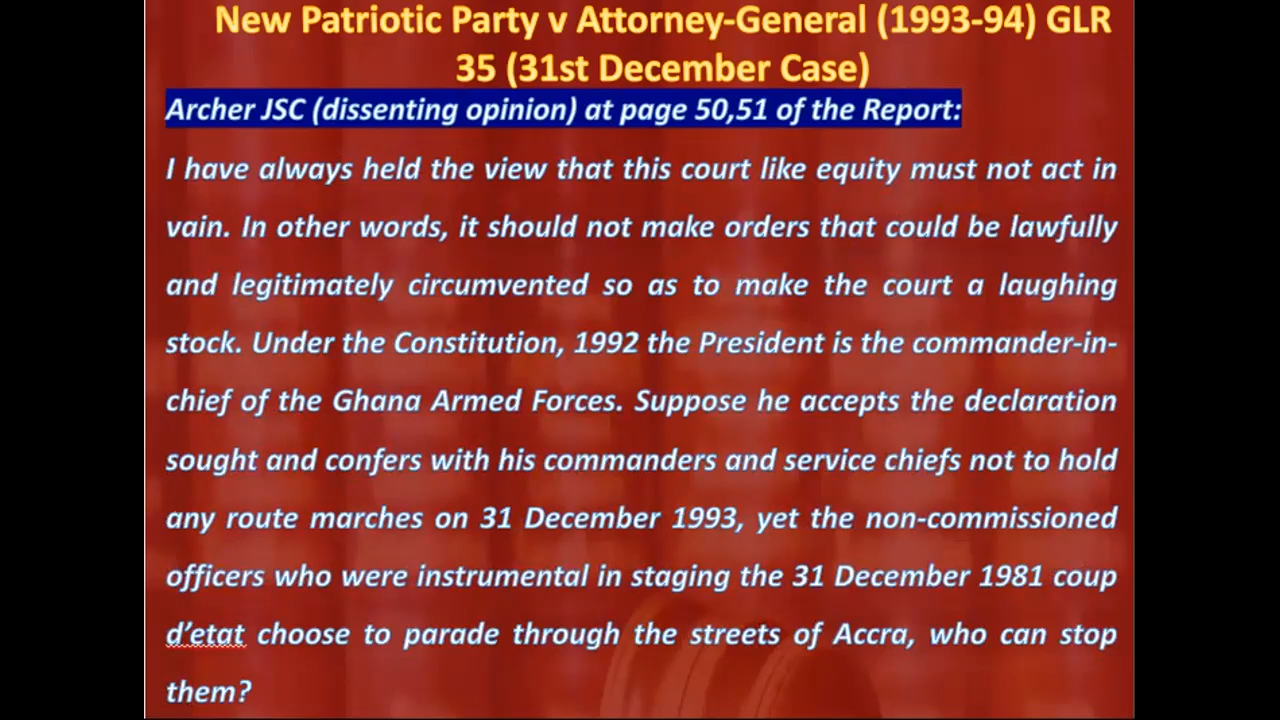 New Patriotic Party v Attorney-General (1993-94) GLR
35 (31st December Case)
Archer JSC (dissenting opinion) at page 50,51 of the Report:
I have always held the view that this court like equity must not act in
vain. In other words, it should not make orders that could be lawfully
and legitimately circumvented so as to make the court a laughing
stock. Under the Constitution, 1992 the President is the commander-in-
chief of the Ghana Armed Forces. Suppose he accepts the declaration
sought and confers with his commanders and service chiefs not to hold
any route marches on 31 December 1993, yet the non-commissioned
officers who were instrumental in staging the 31 December 1981 coup
d’etat choose to parade through the streets of Accra, who can stop
them?